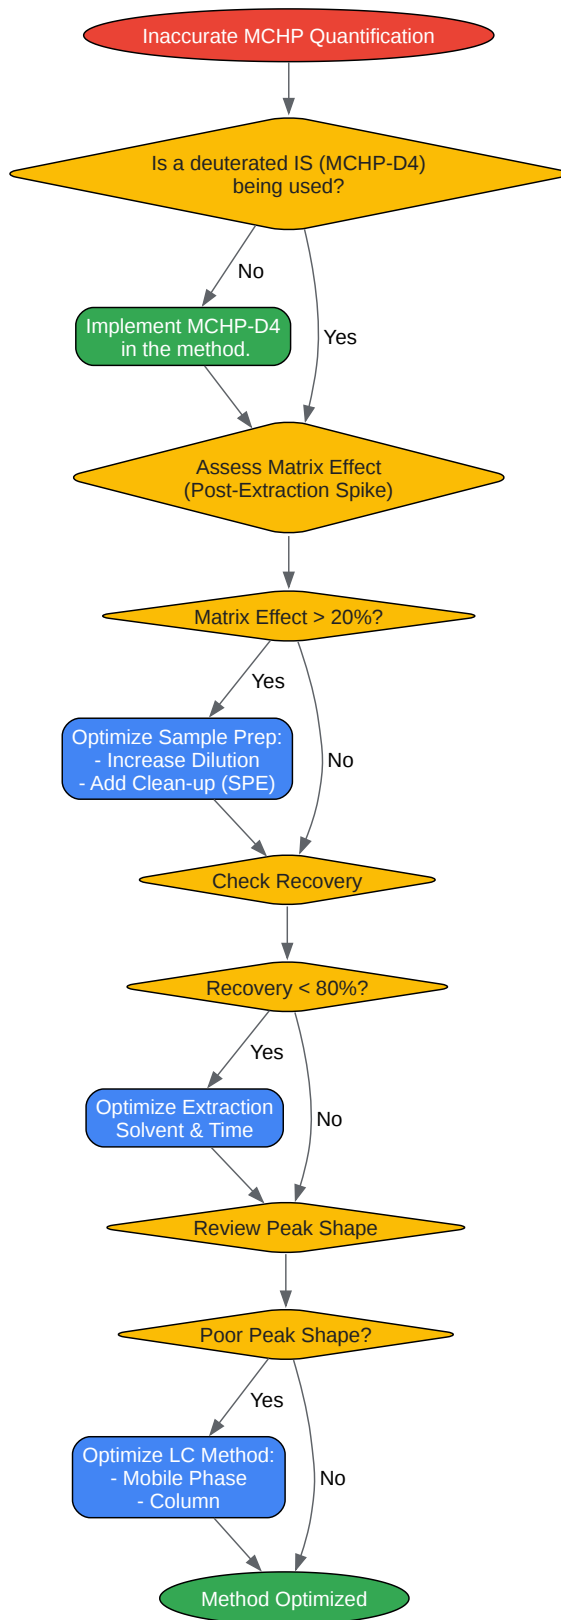 Inaccurate MCHP Quantification
Is a deuterated IS (MCHP-D4)
being used?
No
Yes
Implement MCHP-D4
in the method.
Assess Matrix Effect
(Post-Extraction Spike)
Matrix Effect > 20%?
Yes
No
Optimize Sample Prep:
- Increase Dilution
- Add Clean-up (SPE)
Check Recovery
Recovery < 80%?
Yes
No
Optimize Extraction
Solvent & Time
Review Peak Shape
Poor Peak Shape?
Yes
No
Optimize LC Method:
- Mobile Phase
- Column
Method Optimized